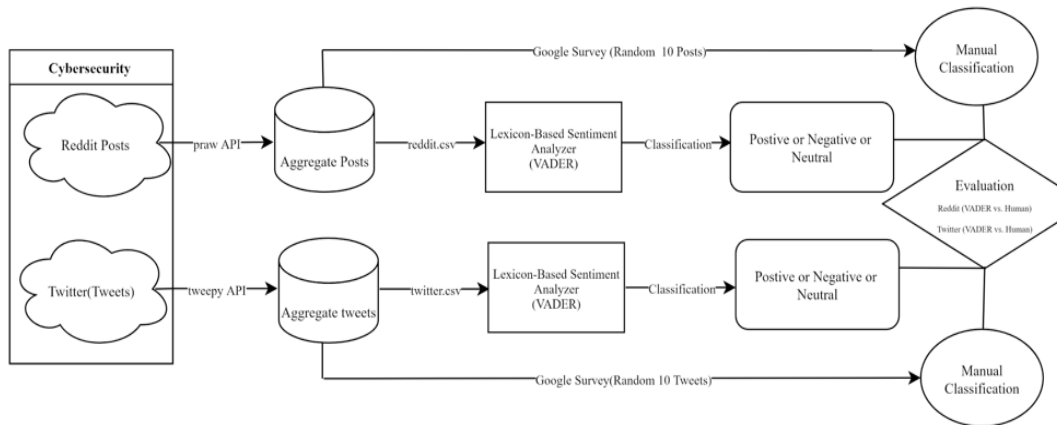 Google Survey (Random 10 Posts)
Manual
Classification
Cybersecurity
Reddit Posts
praw API
Aggregate Posts
reddit.csv
Lexicon-Based Sentiment
Analyzer
(VADER)
Classification
Postive or Negative or
Neutral
Evaluation
Reddit (VADER vs. Human)
Twitter (VADER vs. Human)
Twitter(Tweets)
tweepy API
Aggregate tweets
twitter.csv
Lexicon-Based Sentiment
Analyzer
(VADER)
Classification
Postive or Negative or
Neutral
Google Survey(Random 10 Tweets)
Manual
Classification